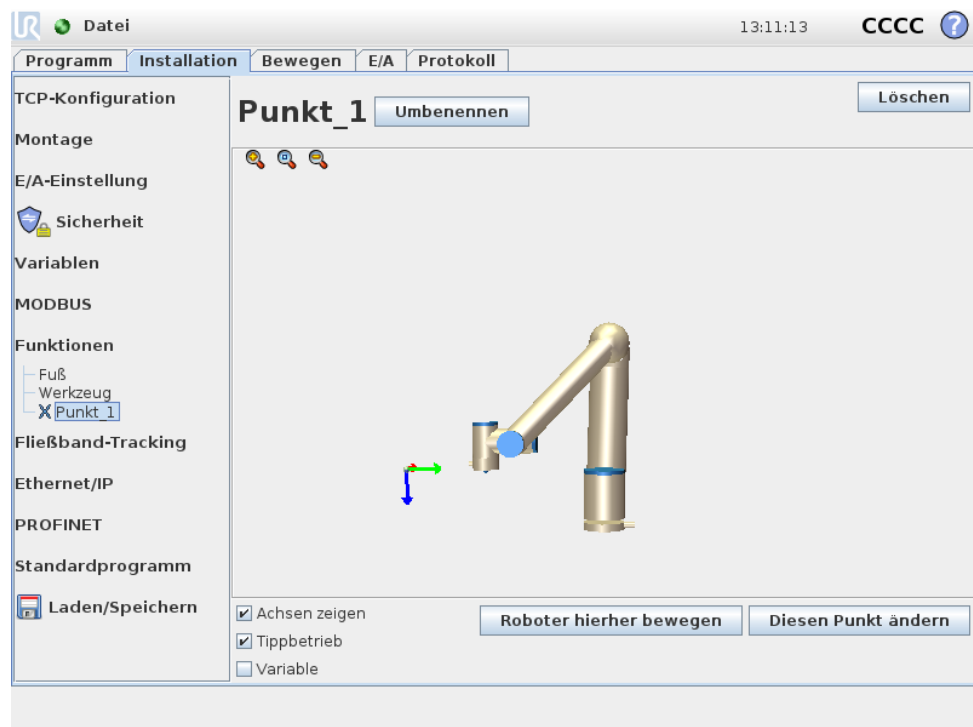 UR Datei 13:11:13 CCCC ?
Programm Installation Bewegen E/A Protokoll
TCP-Konfiguration
Montage
E/A-Einstellung
Sicherheit
Variablen
MODBUS
Funktionen
Fuß
Werkzeug
Punkt_1
Fließband-Tracking
Ethernet/IP
PROFINET
Standardprogramm
Laden/Speichern
Punkt_1 Umbenennen Löschen
Achsen zeigen
Tippbetrieb
Variable
Roboter hierher bewegen Diesen Punkt ändern